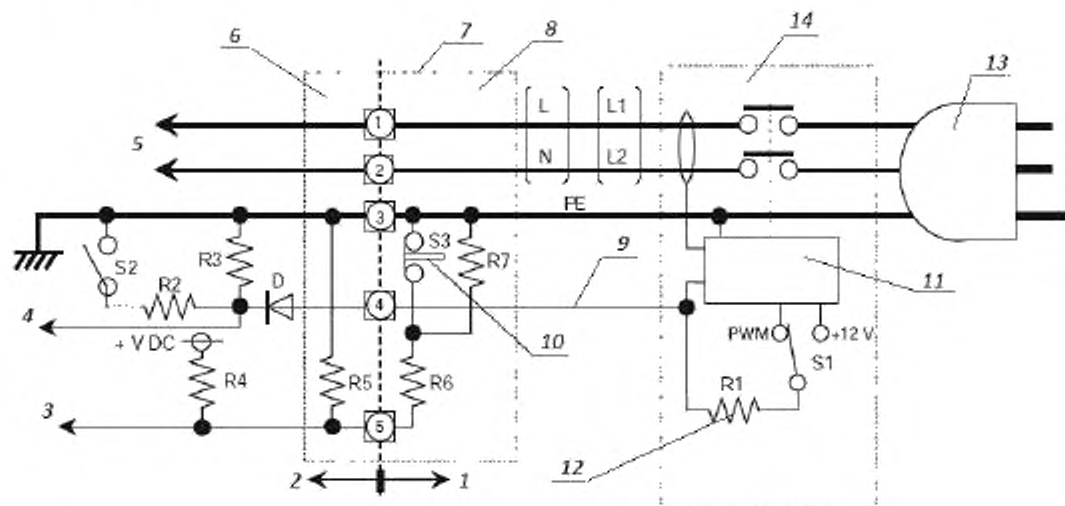 6 7 8 14
13
L L1
1
5
N L2
2
PE
3
S2 R3 S3 R7 9
11
D
R2 4
4
10
+ V DC
PWM +12 V
S1
R4 R5 R6 R1
3
5
12
2 1